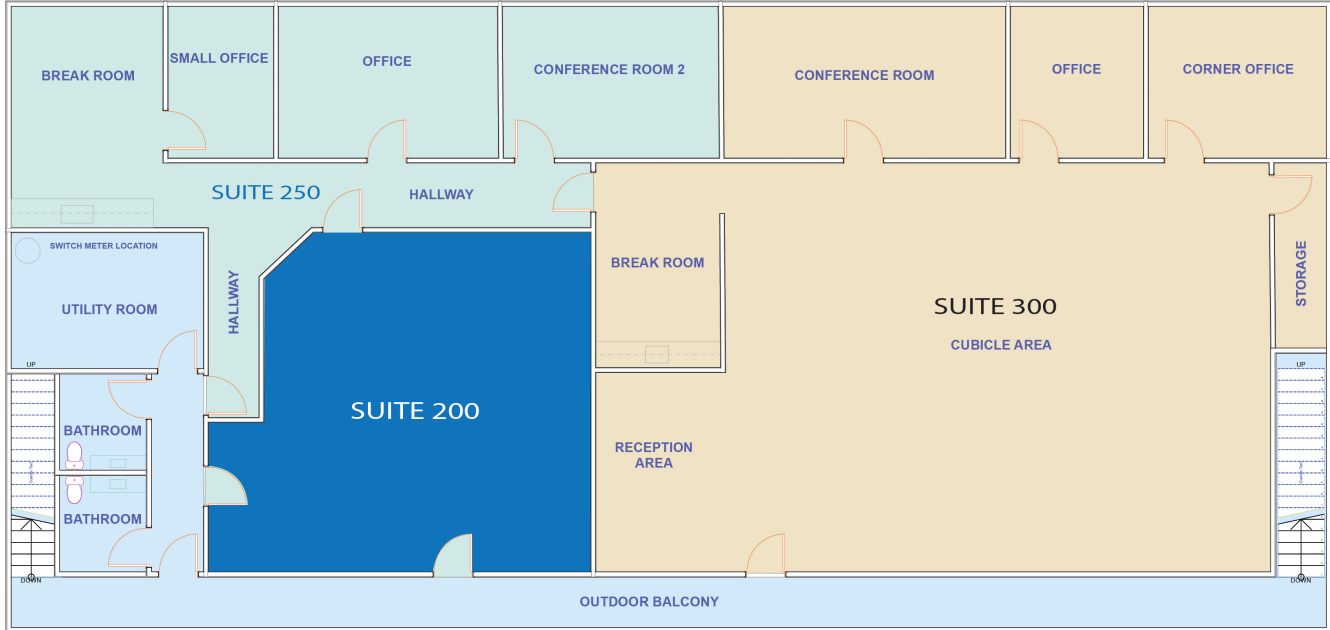 BREAK ROOM
SMALL OFFICE
OFFICE
CONFERENCE ROOM 2
CONFERENCE ROOM
OFFICE
CORNER OFFICE
SUITE 250
HALLWAY
SWITCH METER LOCATION
UTILITY ROOM
HALLWAY
BREAK ROOM
SUITE 300
CUBICLE AREA
STORAGE
UP
UP
SUITE 200
BATHROOM
RECEPTION
AREA
BATHROOM
DOWN
DOWN
OUTDOOR BALCONY